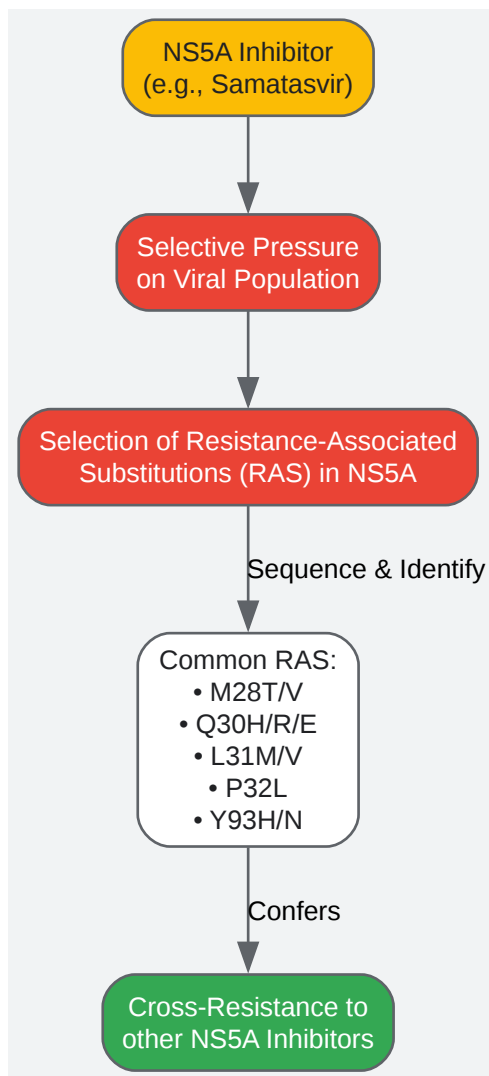 NS5A Inhibitor
(e.g., Samatasvir)
Selective Pressure
on Viral Population
Selection of Resistance-Associated
Substitutions (RAS) in NS5A
Sequence & Identify
Common RAS:
• M28T/V
• Q30H/R/E
• L31M/V
• P32L
• Y93H/N
Confers
Cross-Resistance to
other NS5A Inhibitors